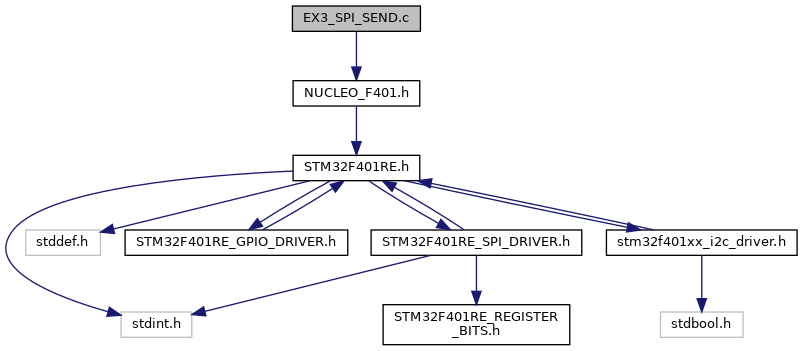 EX3_SPI_SEND.c
NUCLEO_F401.h
STM32F401RE.h
stddef.h
STM32F401RE_GPIO_DRIVER.h
STM32F401RE_SPI_DRIVER.h
stm32f401xx_i2c_driver.h
stdint.h
STM32F401RE_REGISTER
_BITS.h
stdbool.h